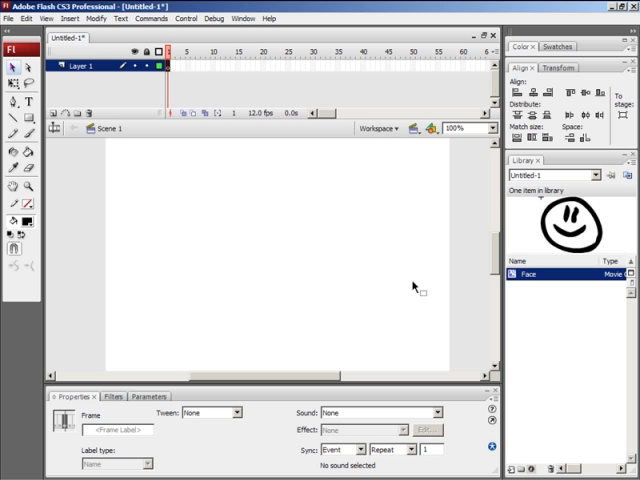 Adobe Flash CS3 Professional - [Untitled-1*]
File Edit View Insert Modify Text Commands Control Debug Window Help
Untitled-1*
Fl
1 5 10 15 20 25 30 35 40 45 50 55 60 6
Layer 1
1 12.0 fps 0.0s
Scene 1
Workspace
100%
Color × Swatches
Align × Transform
Align:
Distribute:
Match size: Space:
To stage:
Library ×
Untitled-1
One item in library
Name Type
Face Movie C
Properties × Filters Parameters
Frame
<Frame Label>
Label type:
Name
Tween: None
Sound: None
Effect: None Edit...
Sync: Event Repeat 1
No sound selected